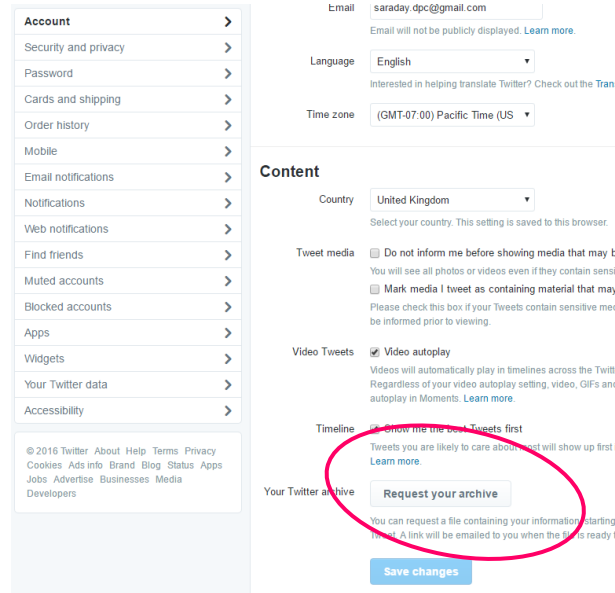 Account
Security and privacy
Password
Cards and shipping
Order history
Mobile
Email notifications
Notifications
Web notifications
Find friends
Muted accounts
Blocked accounts
Apps
Widgets
Your Twitter data
Accessibility
© 2016 Twitter About Help Terms Privacy
Cookies Ads info Brand Blog Status Apps
Jobs Advertise Businesses Media
Developers
Email saraday.dpc@gmail.com
Email will not be publicly displayed. Learn more.
Language English
Interested in helping translate Twitter? Check out the
Time zone (GMT-07:00) Pacific Time (US
Content
Country United Kingdom
Select your country. This setting is saved to this browser.
Tweet media Do not inform me before showing media that may
You will see all photos or videos even if they contain
Mark media I tweet as containing material that may
Please check this box if your Tweets contain sensitive
be informed prior to viewing.
Video Tweets Video autoplay
Videos will automatically play in timelines across the
Regardless of your video autoplay setting, video, GIFs and
autoplay in Moments. Learn more.
Timeline Show me the best Tweets first
Tweets you are likely to care about most will show up first
Learn more.
Your Twitter archive Request your archive
You can request a file containing your information, starting
Tweet. A link will be emailed to you when the file is ready
Save changes